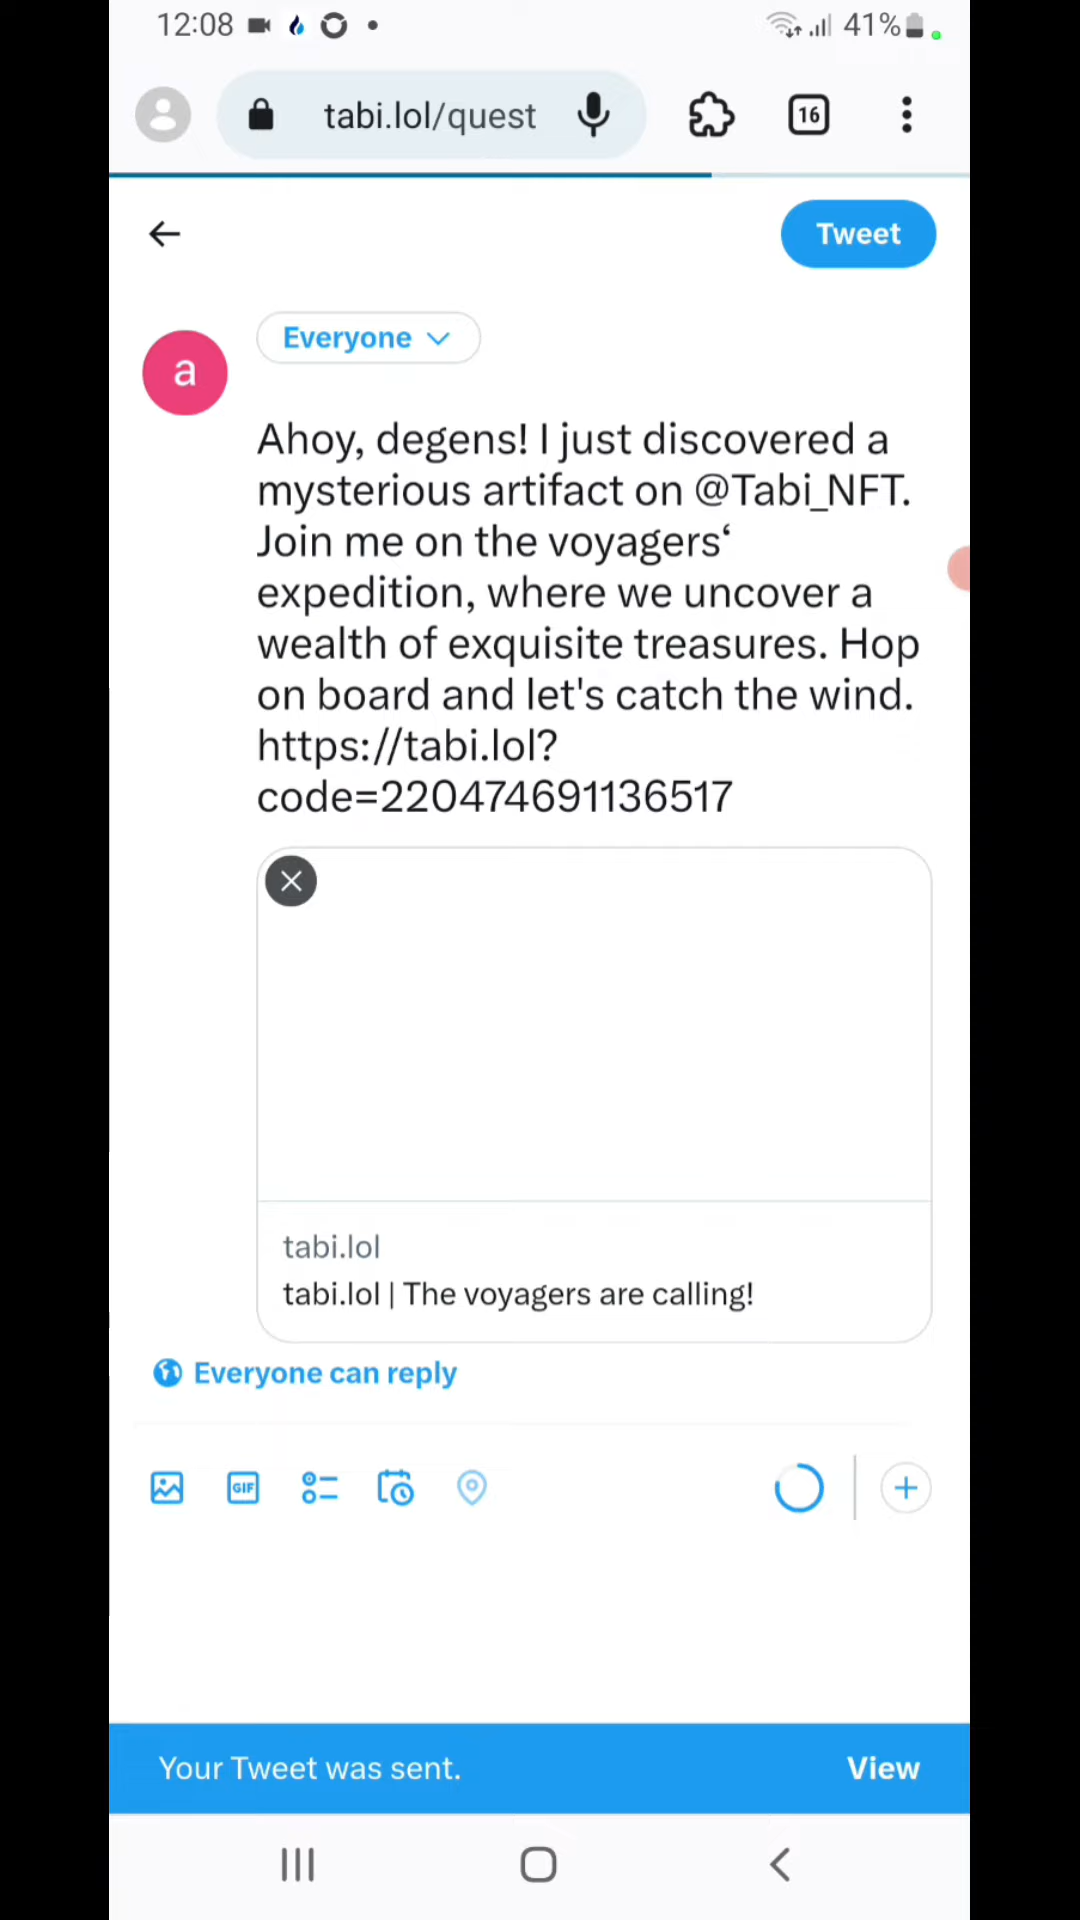 12:08 41%
tabi.lol/quest 16
Tweet
a
Everyone
Ahoy, degens! I just discovered a
mysterious artifact on @Tabi_NFT.
Join me on the voyagers‘
expedition, where we uncover a
wealth of exquisite treasures. Hop
on board and let's catch the wind.
https://tabi.lol?
code=220474691136517
tabi.lol
tabi.lol | The voyagers are calling!
Everyone can reply
GIF
Your Tweet was sent. View